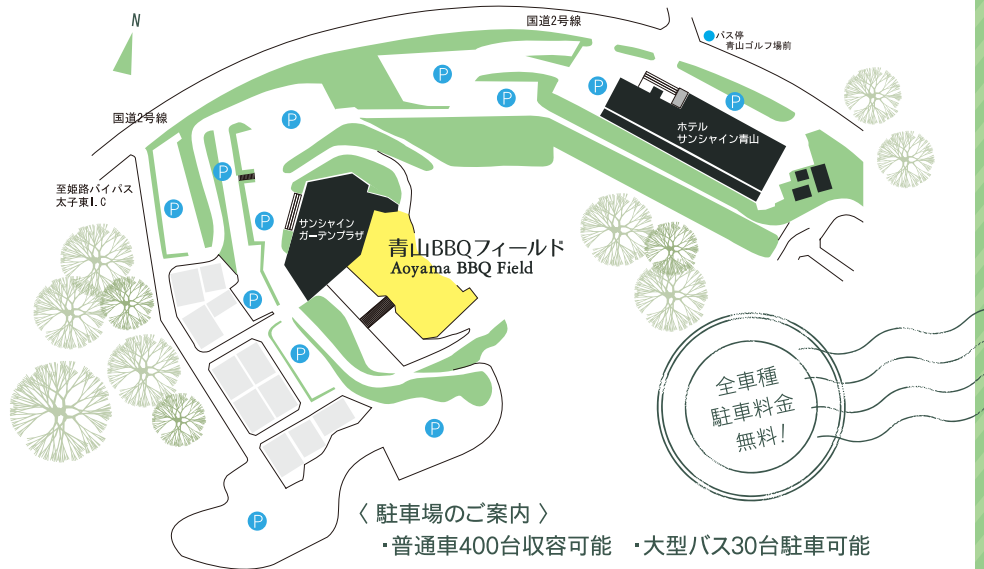 N
国道2号線
バス停
青山ゴルフ場前
P
P
P
P
P
国道2号線
ホテル
サンシャイン青山
P
至姫路バイパス
太子東I.C
P
P
サンシャイン
ガーデンプラザ
青山BBQフィールド
Aoyama BBQ Field
P
P
全車種
駐車料金
無料!
P
P
〈 駐車場のご案内 〉
・普通車400台収容可能 ・大型バス30台駐車可能